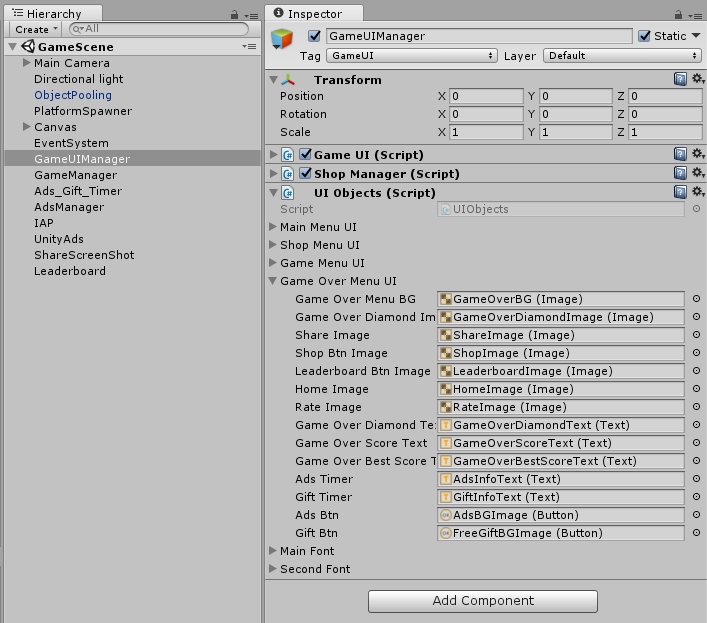 Hierarchy
Create
All
GameScene
Main Camera
Directional light
ObjectPooling
PlatformSpawner
Canvas
EventSystem
GameUIManager
GameManager
Ads_Gift_Timer
AdsManager
IAP
UnityAds
ShareScreenShot
Leaderboard
Inspector
GameUIManager Static
Tag GameUI Layer Default
Transform
Position X 0 Y 0 Z 0
Rotation X 0 Y 0 Z 0
Scale X 1 Y 1 Z 1
Game UI (Script)
Shop Manager (Script)
UI Objects (Script)
Script UIObjects
Main Menu UI
Shop Menu UI
Game Menu UI
Game Over Menu UI
Game Over Menu BG GameOverBG (Image)
Game Over Diamond Im GameOverDiamondImage (Image)
Share Image ShareImage (Image)
Shop Btn Image ShopImage (Image)
Leaderboard Btn Image LeaderboardImage (Image)
Home Image HomeImage (Image)
Rate Image RateImage (Image)
Game Over Diamond Te GameOverDiamondText (Text)
Game Over Score Text GameOverScoreText (Text)
Game Over Best Score T GameOverBestScoreText (Text)
Ads Timer AdsInfoText (Text)
Gift Timer GiftInfoText (Text)
Ads Btn AdsBGImage (Button)
Gift Btn FreeGiftBGImage (Button)
Main Font
Second Font
Add Component